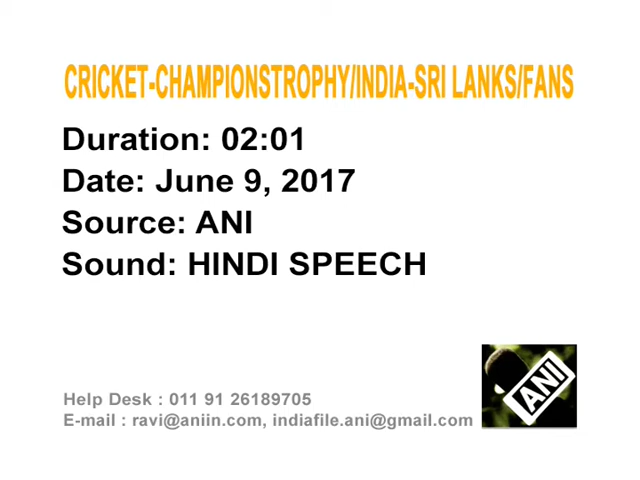 CRICKET-CHAMPIONSTROPHY/INDIA-SRI LANKS/FANS
Duration: 02:01
Date: June 9, 2017
Source: ANI
Sound: HINDI SPEECH
Help Desk : 011 91 26189705
E-mail : ravi@aniin.com, indiafile.ani@gmail.com
ANI